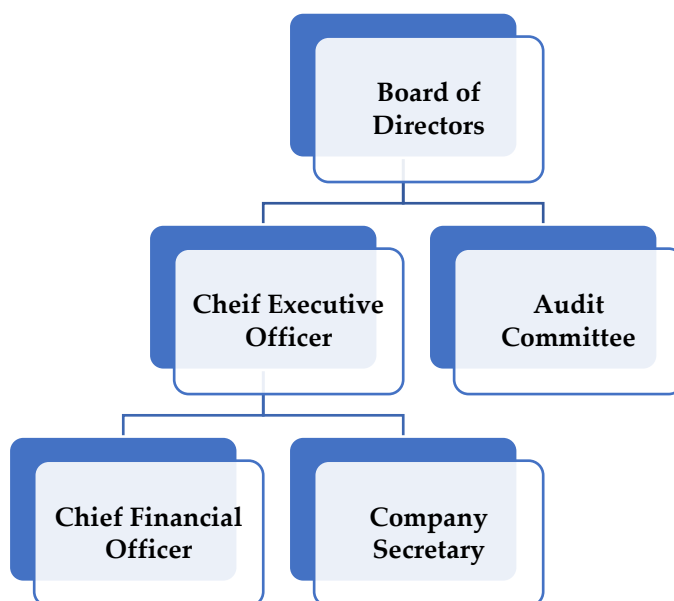 Board of
Directors
Cheif Executive
Officer
Audit
Committee
Chief Financial
Officer
Company
Secretary